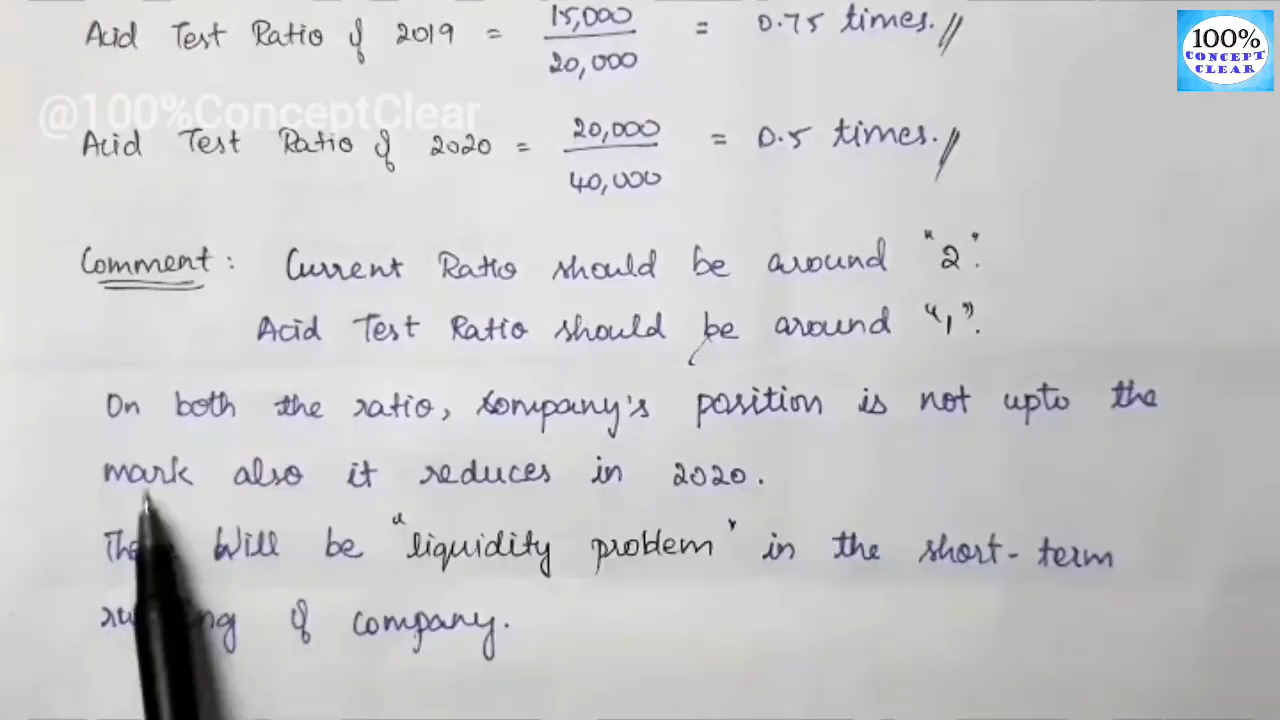 Acid Test Ratio of 2019 = 15,000 / 20,000 = 0.75 times.//
@100%ConceptClear
Acid Test Ratio of 2020 = 20,000 / 40,000 = 0.5 times.//
Comment : Current Ratio should be around "2".
Acid Test Ratio should be around "1".
On both the ratio, company's position is not upto the
mark also it reduces in 2020.
will be "liquidity problem" in the short-term
of company.
100%
CONCEPT
CLEAR